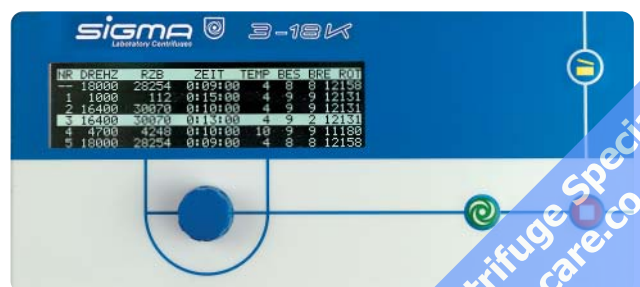 sigma 3-18K
Laboratory Centrifuges
NR DREHZ RZB ZEIT TEMP BES BRE ROT
-- 18000 28254 0:09:00 4 8 8 12158
1 1000 112 0:15:00 4 9 9 12131
2 16400 30070 0:10:00 4 9 9 12131
3 16400 30070 0:13:00 4 9 2 12131
4 4700 4248 0:10:00 10 9 9 11180
5 18000 28254 0:09:00 4 8 8 12158
trifuge Speci
care.co